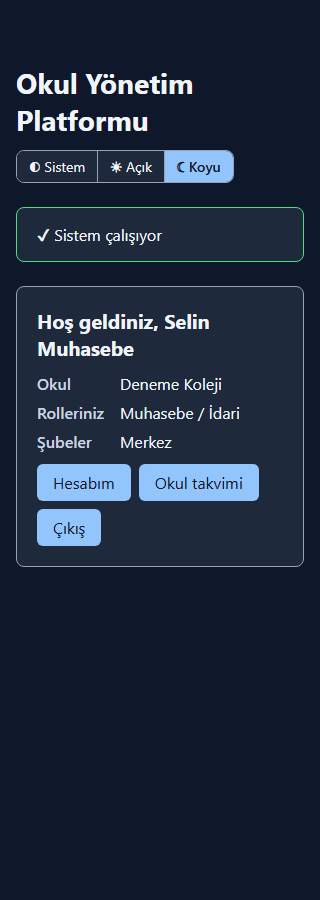 Okul Yönetim
Platformu
◐ Sistem ☀ Açık ☾ Koyu
✓ Sistem çalışıyor
Hoş geldiniz, Selin
Muhasebe
Okul Deneme Koleji
Rolleriniz Muhasebe / İdari
Şubeler Merkez
Hesabım Okul takvimi
Çıkış